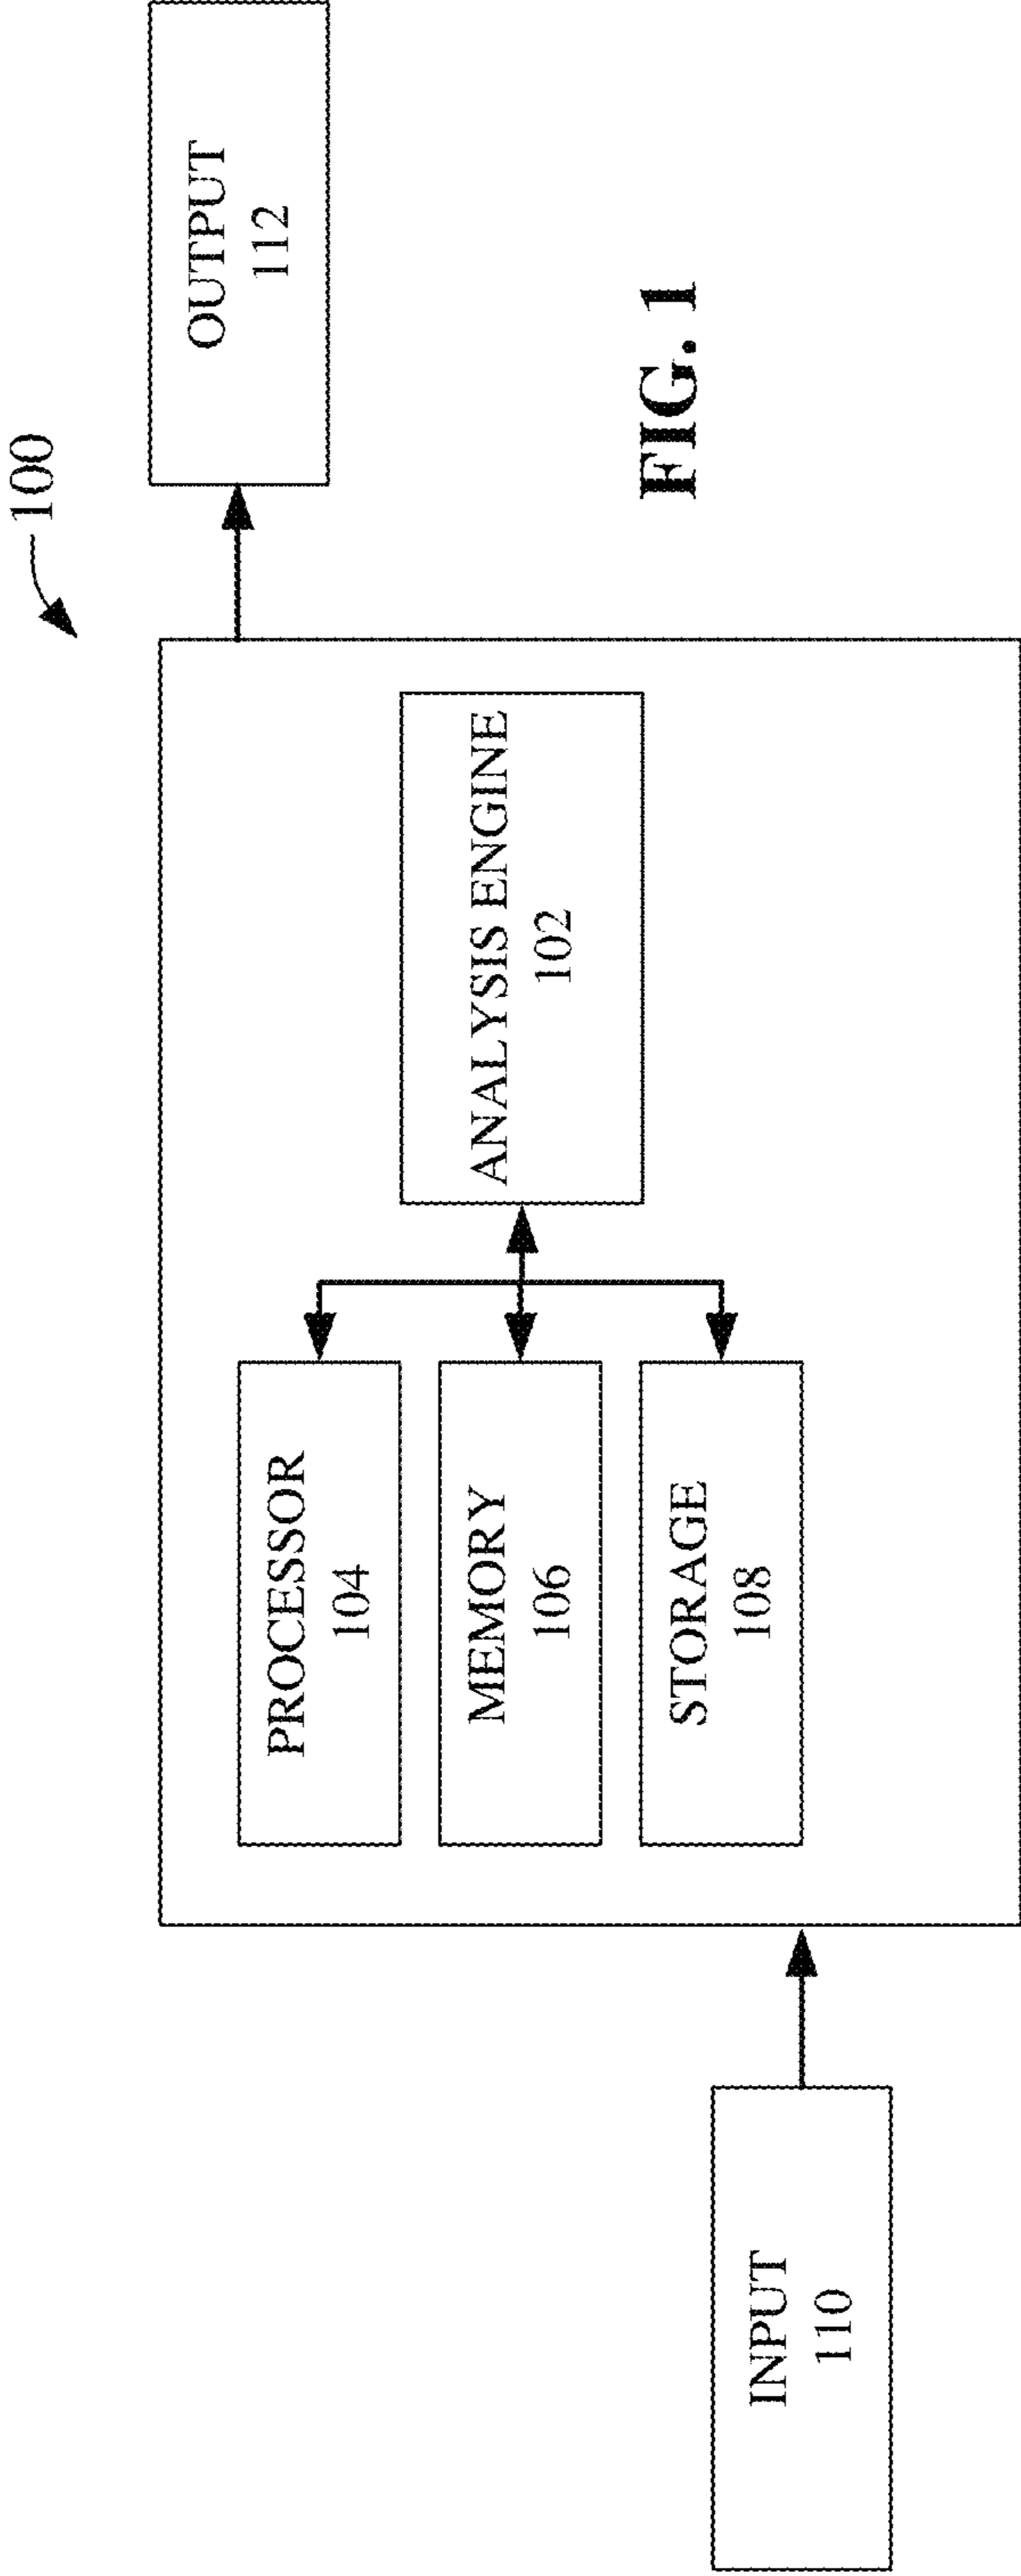 100
OUTPUT
112
PROCESSOR
104
MEMORY
106
STORAGE
108
ANALYSIS ENGINE
102
INPUT
110
FIG. 1